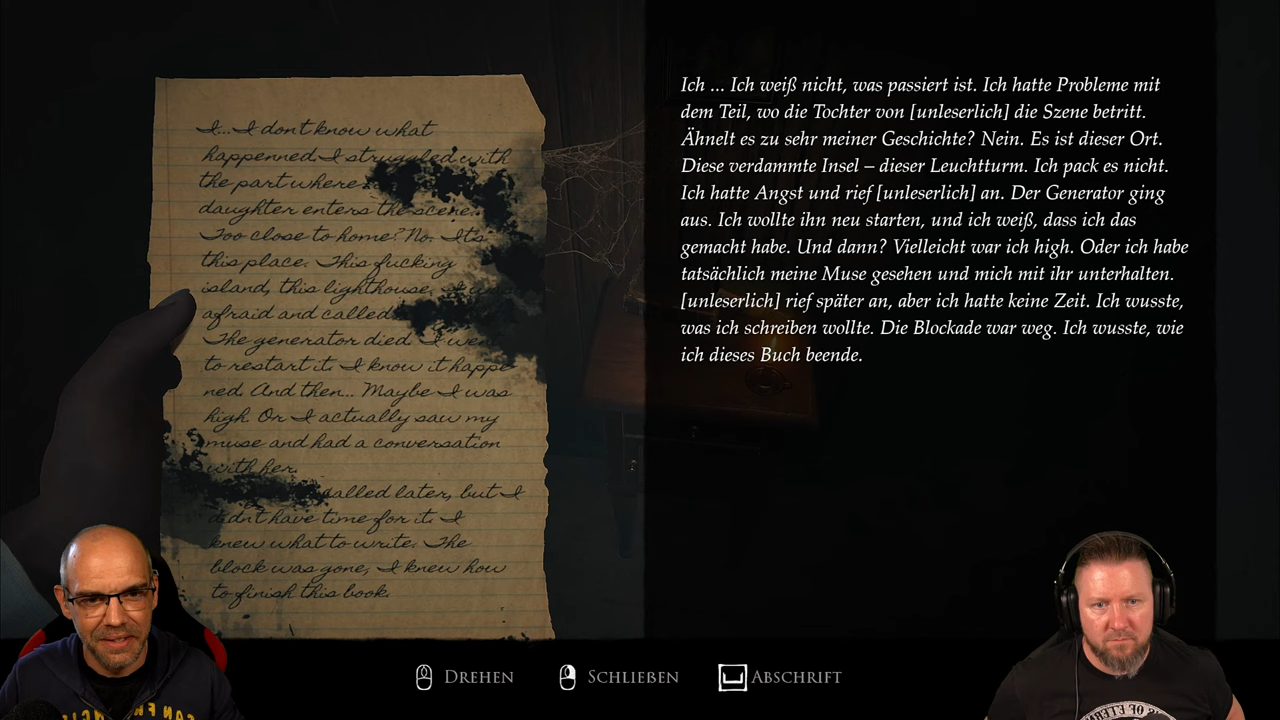 I... I dont know what
happenned. I struggled with
the part where
daughter enters the scene.
Too close to home? No. It's
this place. This fucking
island, this lighthouse. I
afraid and called
The generator died. I went
to restart it. I know it happe
ned. And then... Maybe I was
high. Or I actually saw my
muse and had a conversation
with her.
called later, but I
didn't have time for it. I
knew what to write. The
block was gone, I knew how
to finish this book.
Ich ... Ich weiß nicht, was passiert ist. Ich hatte Probleme mit
dem Teil, wo die Tochter von [unleserlich] die Szene betritt.
Ähnelt es zu sehr meiner Geschichte? Nein. Es ist dieser Ort.
Diese verdammte Insel – dieser Leuchtturm. Ich pack es nicht.
Ich hatte Angst und rief [unleserlich] an. Der Generator ging
aus. Ich wollte ihn neu starten, und ich weiß, dass ich das
gemacht habe. Und dann? Vielleicht war ich high. Oder ich habe
tatsächlich meine Muse gesehen und mich mit ihr unterhalten.
[unleserlich] rief später an, aber ich hatte keine Zeit. Ich wusste,
was ich schreiben wollte. Die Blockade war weg. Ich wusste, wie
ich dieses Buch beende.
DREHEN SCHLIEßEN ABSCHRIFT